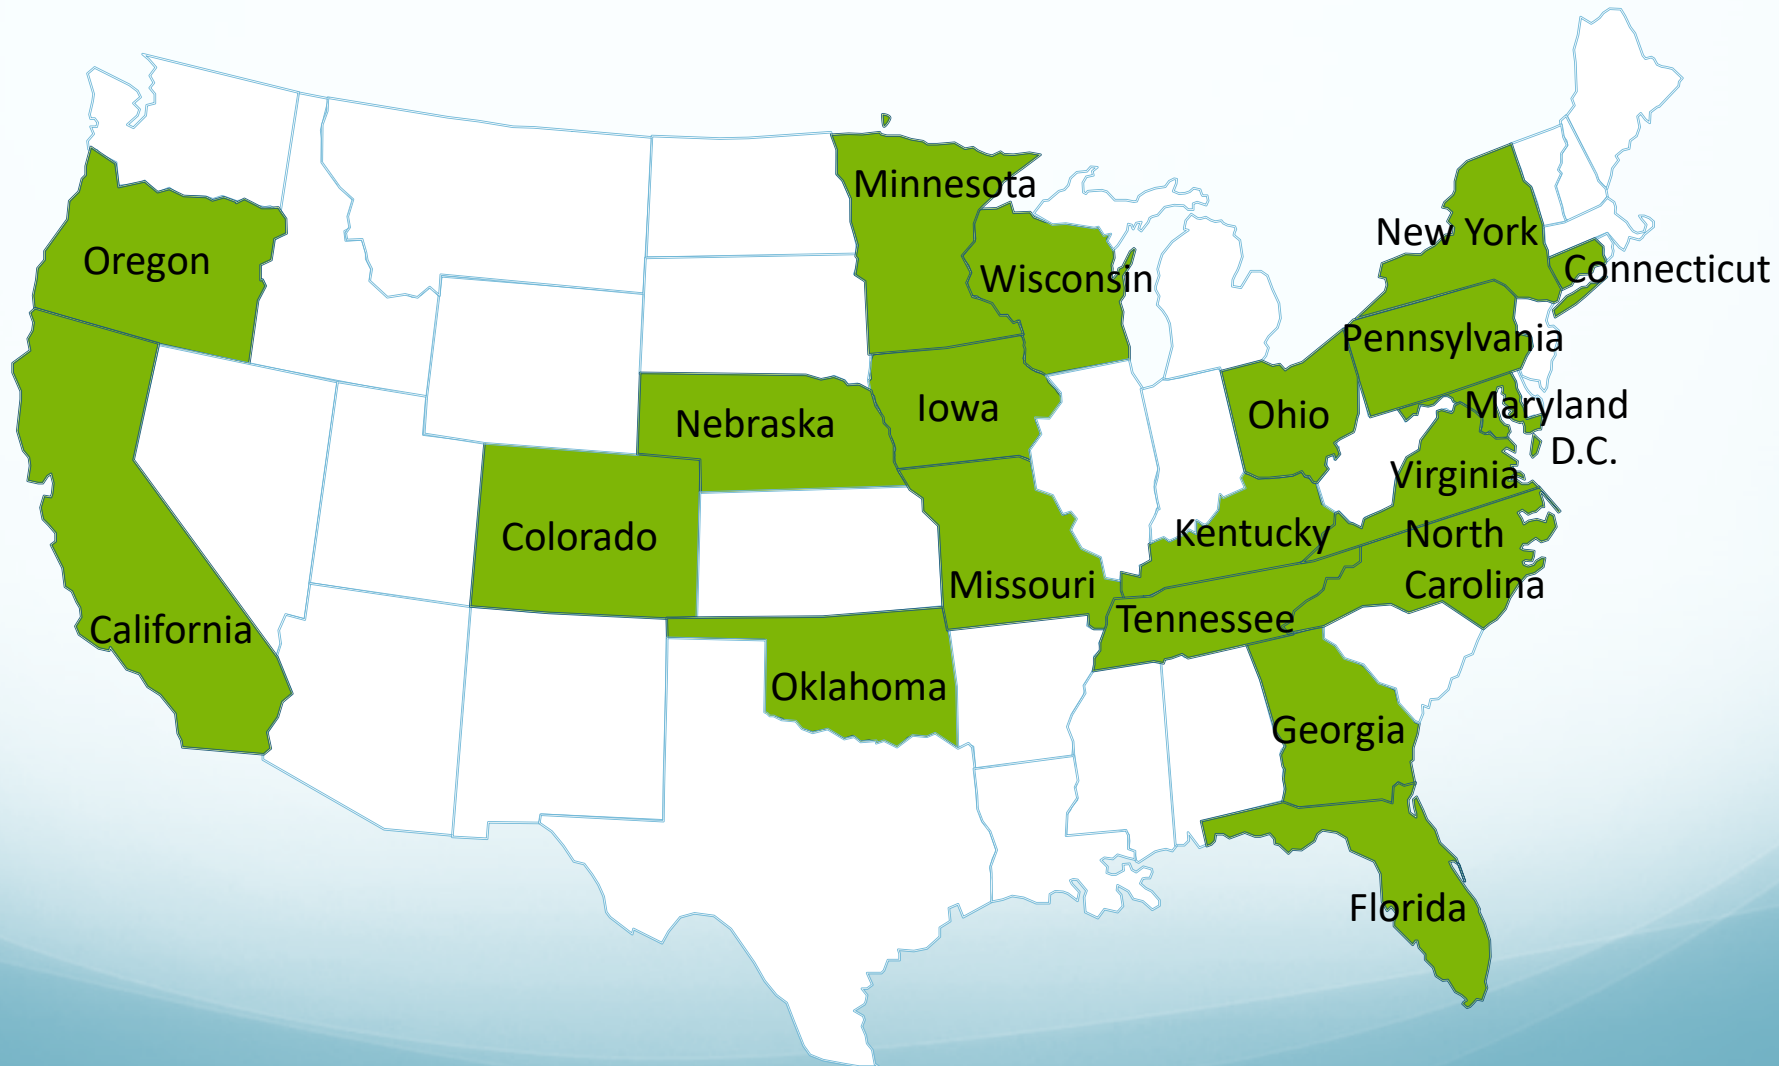 Minnesota
New York
Oregon
Wisconsin
Connecticut
Pennsylvania
Nebraska
Iowa
Ohio
Maryland
D.C.
Virginia
Colorado
Kentucky
North
Carolina
Missouri
Tennessee
California
Oklahoma
Georgia
Florida